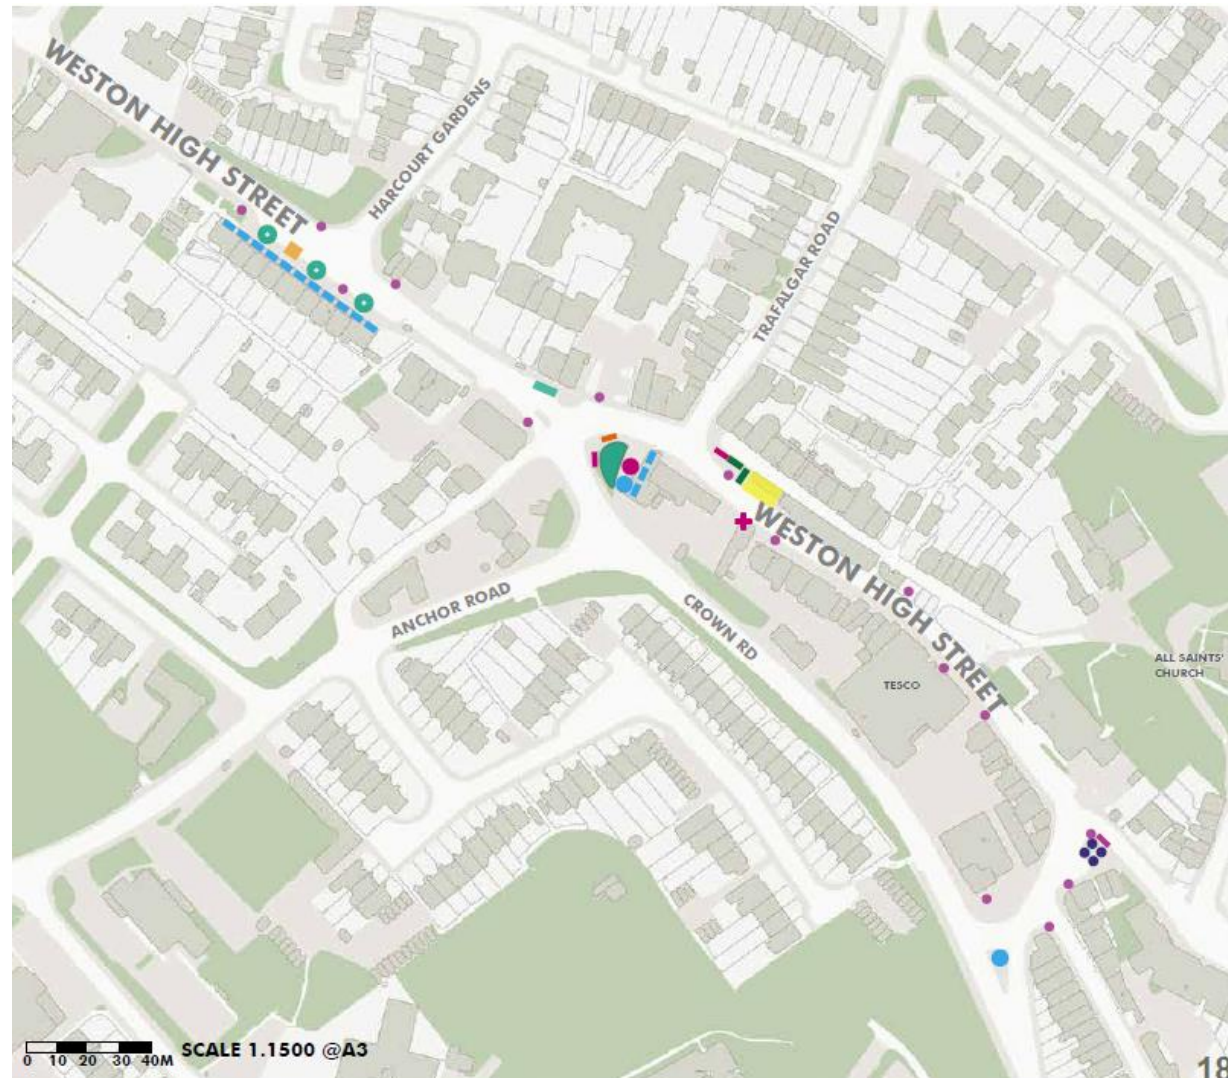 WESTON HIGH STREET
HARCOURT GARDENS
TRAFALGAR ROAD
WESTON HIGH STREET
ANCHOR ROAD
CROWN RD
ALL SAINTS'
CHURCH
TESCO
0 10 20 30 40M SCALE 1.1500 @A3
18